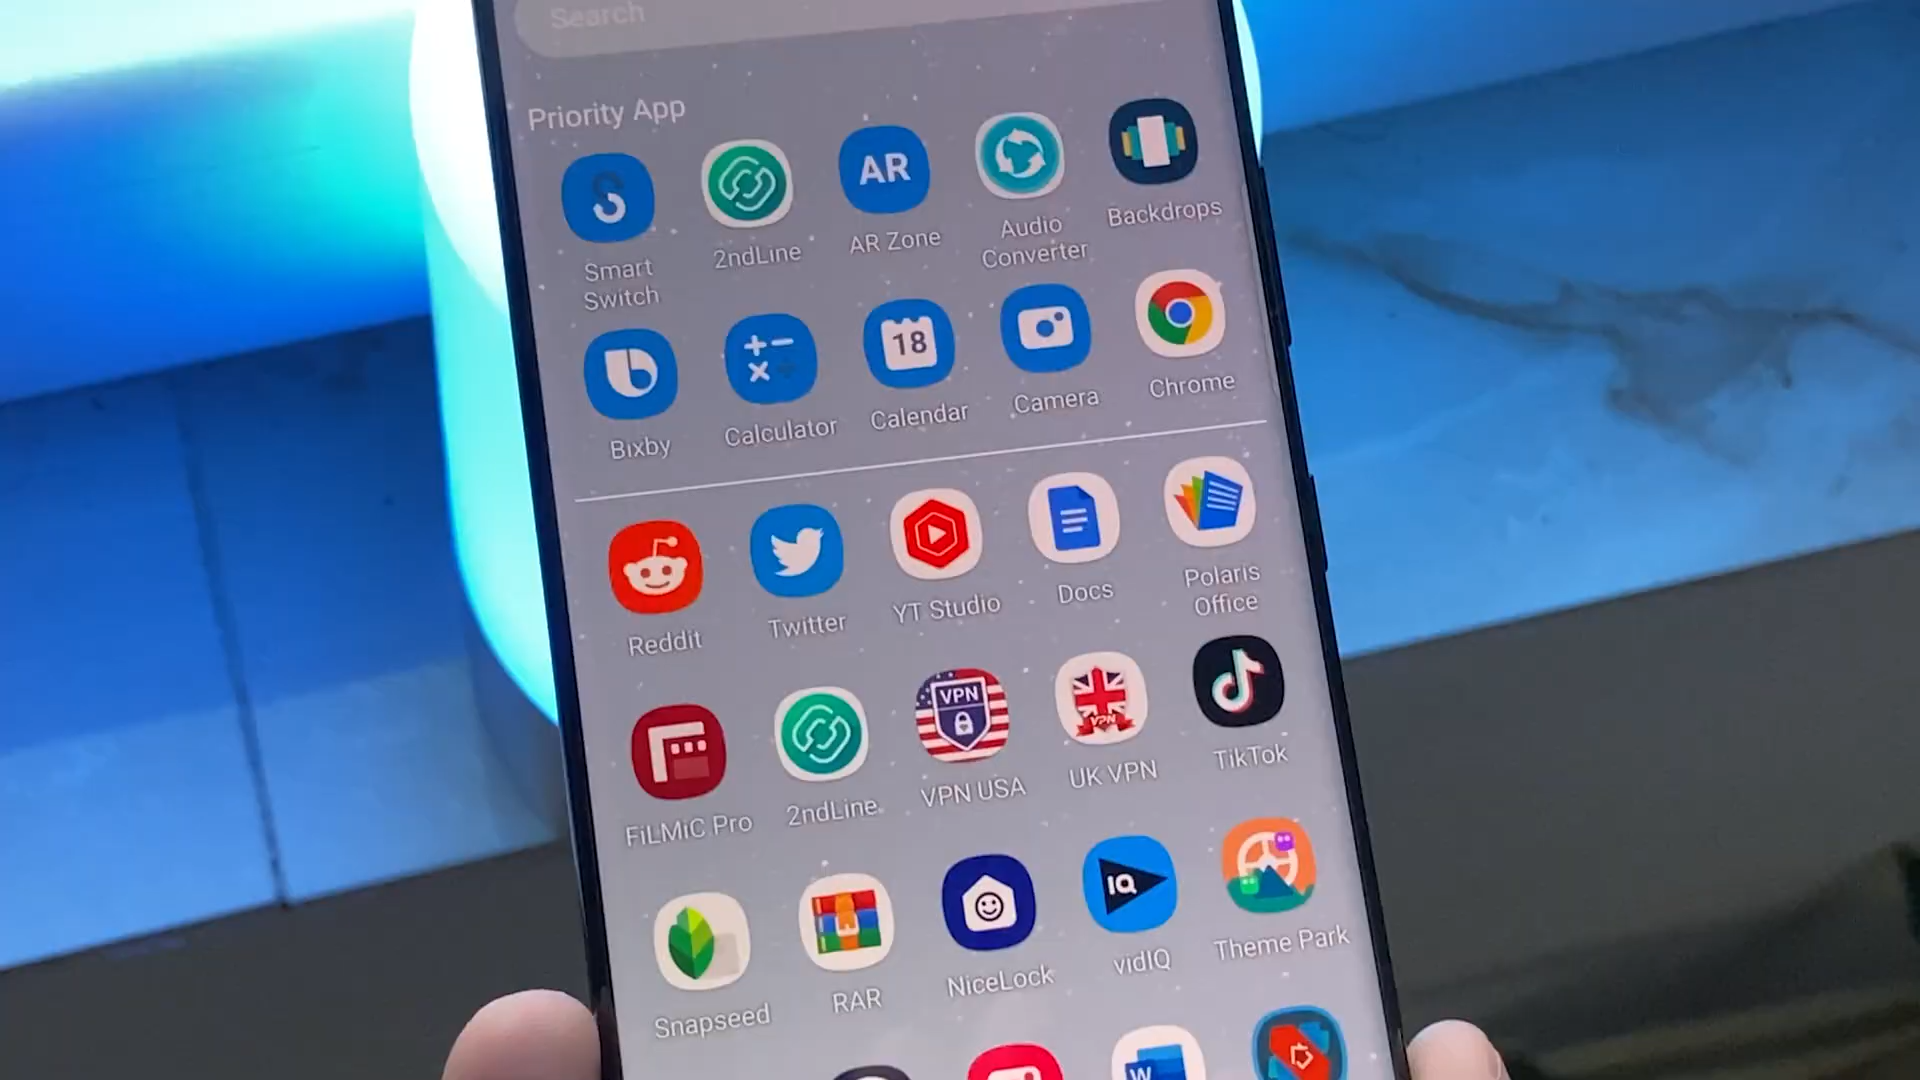 Search
Priority App
AR
Smart
Switch
2ndLine
AR Zone
Audio
Converter
Backdrops
18
Bixby
Calculator
Calendar
Camera
Chrome
Reddit
Twitter
YT Studio
Docs
Polaris
Office
VPN
VPN
FiLMiC Pro
2ndLine
VPN USA
UK VPN
TikTok
IQ
Snapseed
RAR
NiceLock
vidIQ
Theme Park
W